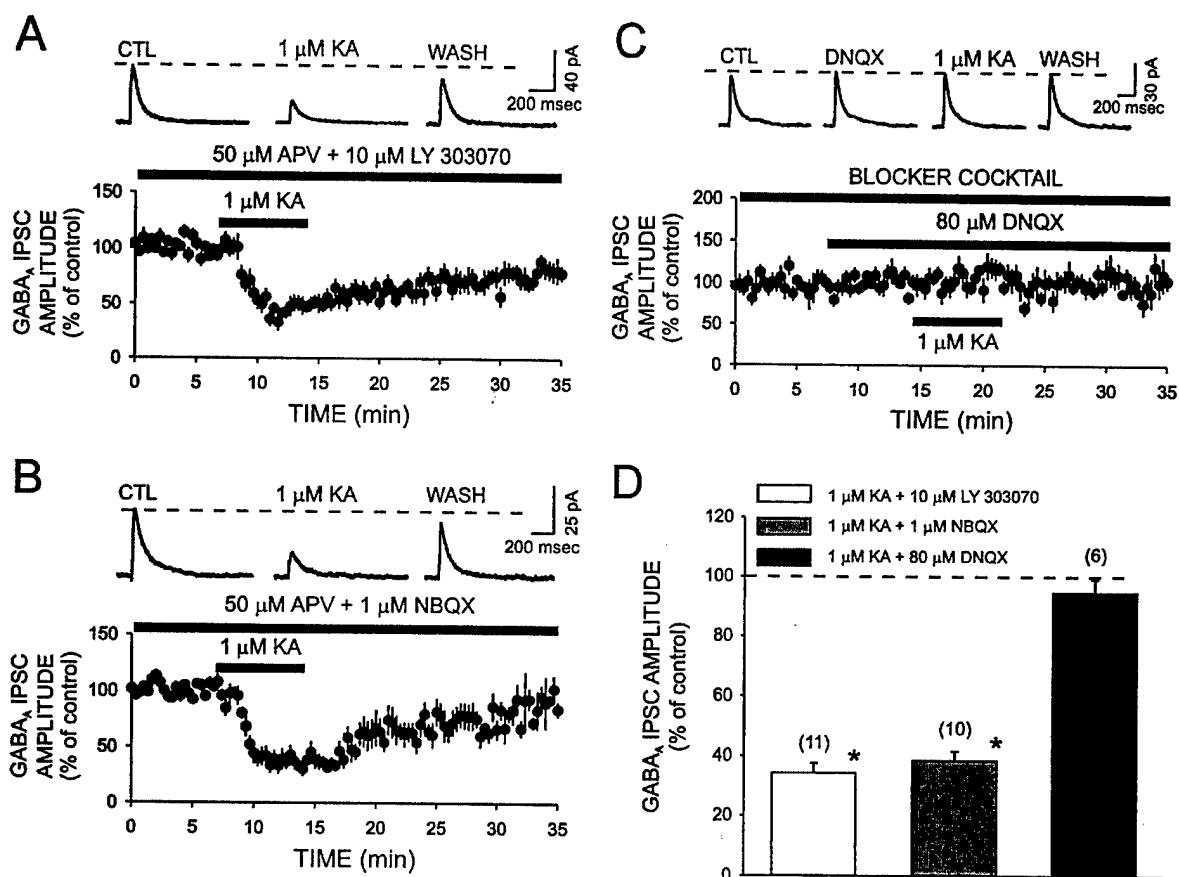 A
CTL
1 µM KA
WASH
40 pA
200 msec
50 µM APV + 10 µM LY 303070
1 µM KA
150
100
50
0
GABAA IPSC
AMPLITUDE
(% of control)
0 5 10 15 20 25 30 35
TIME (min)
B
CTL
1 µM KA
WASH
25 pA
200 msec
50 µM APV + 1 µM NBQX
1 µM KA
150
100
50
0
GABAA IPSC
AMPLITUDE
(% of control)
0 5 10 15 20 25 30 35
TIME (min)
C
CTL
DNQX
1 µM KA
WASH
30 pA
200 msec
BLOCKER COCKTAIL
80 µM DNQX
1 µM KA
200
150
100
50
0
GABAA IPSC
AMPLITUDE
(% of control)
0 5 10 15 20 25 30 35
TIME (min)
D
1 µM KA + 10 µM LY 303070
1 µM KA + 1 µM NBQX
1 µM KA + 80 µM DNQX
120
100
80
60
40
20
0
GABAA IPSC AMPLITUDE
(% of control)
(11) *
(10) *
(6)